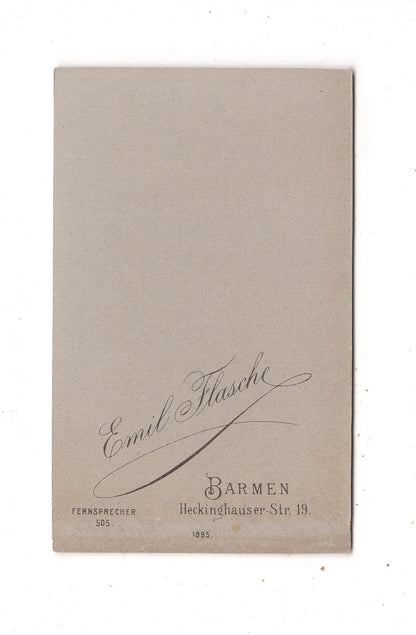 Emil Flasche
BARMEN
Heckinghauser-Str. 19.
FERNSPRECHER
505.
1895.